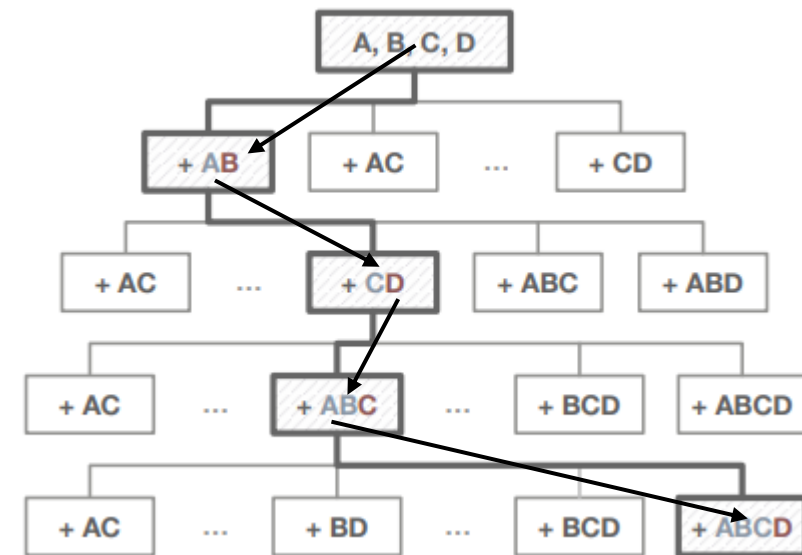 A, B, C, D
+ AB + AC ... + CD
+ AC ... + CD + ABC + ABD
+ AC ... + ABC ... + BCD + ABCD
+ AC ... + BD ... + BCD + ABCD